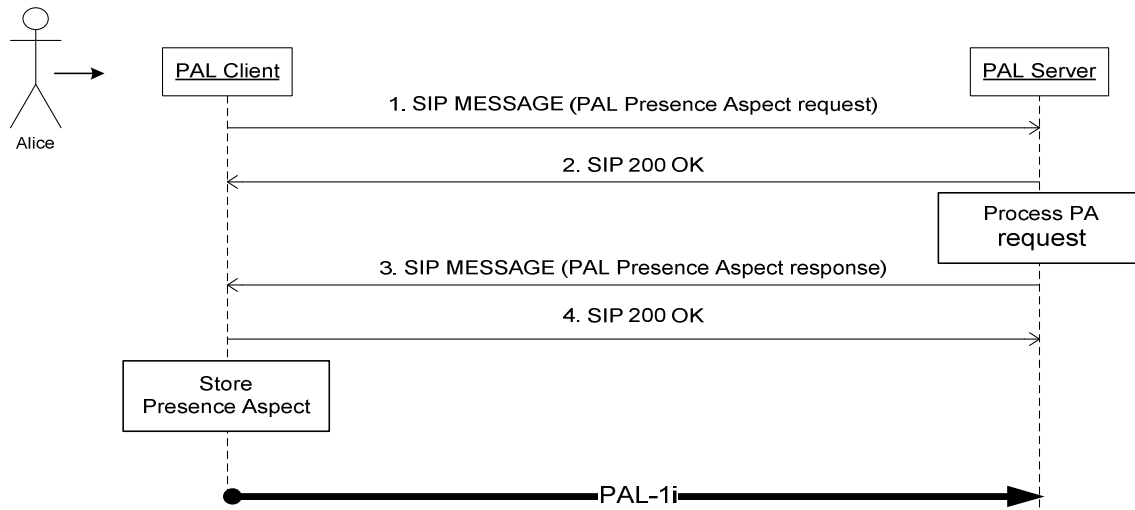 PAL Client
PAL Server
1. SIP MESSAGE (PAL Presence Aspect request)
Alice
2. SIP 200 OK
Process PA
request
3. SIP MESSAGE (PAL Presence Aspect response)
4. SIP 200 OK
Store
Presence Aspect
PAL-1i